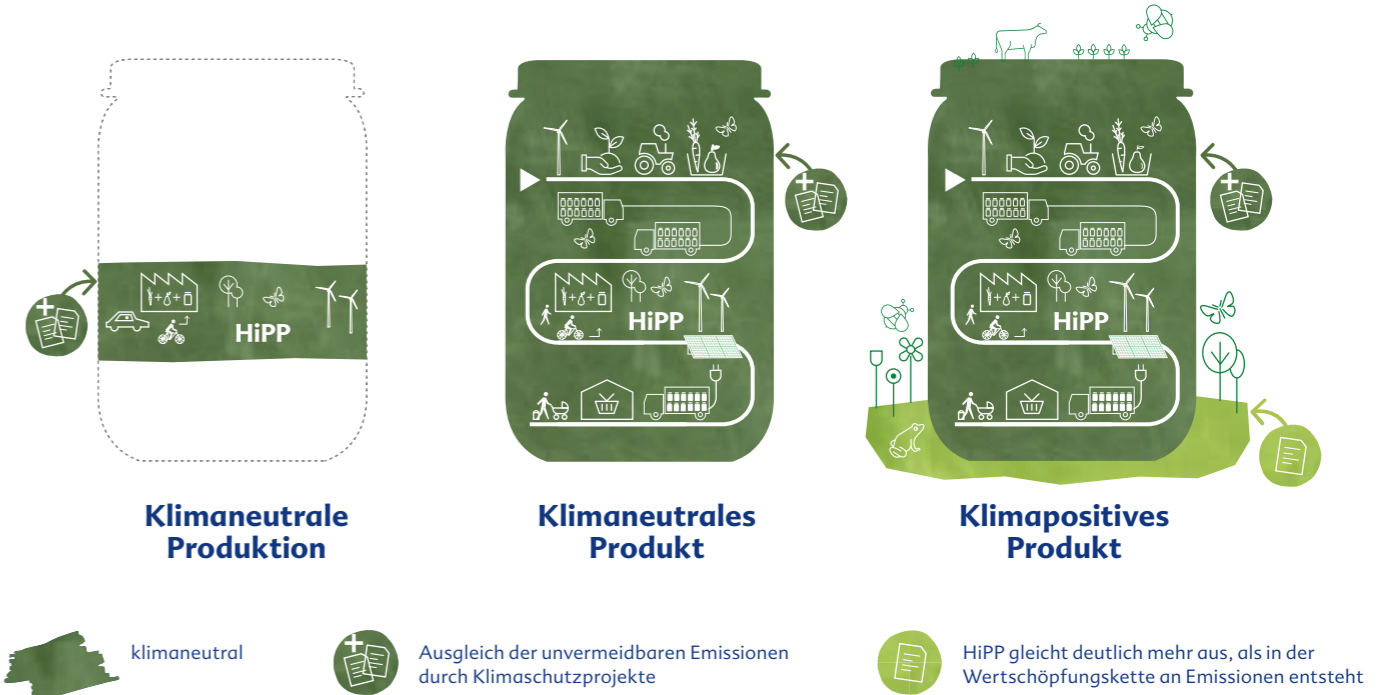 HiPP
HiPP
HiPP
Klimaneutrale
Produktion
Klimaneutrales
Produkt
Klimapositives
Produkt
klimaneutral
Ausgleich der unvermeidbaren Emissionen
durch Klimaschutzprojekte
HiPP gleicht deutlich mehr aus, als in der
Wertschöpfungskette an Emissionen entsteht